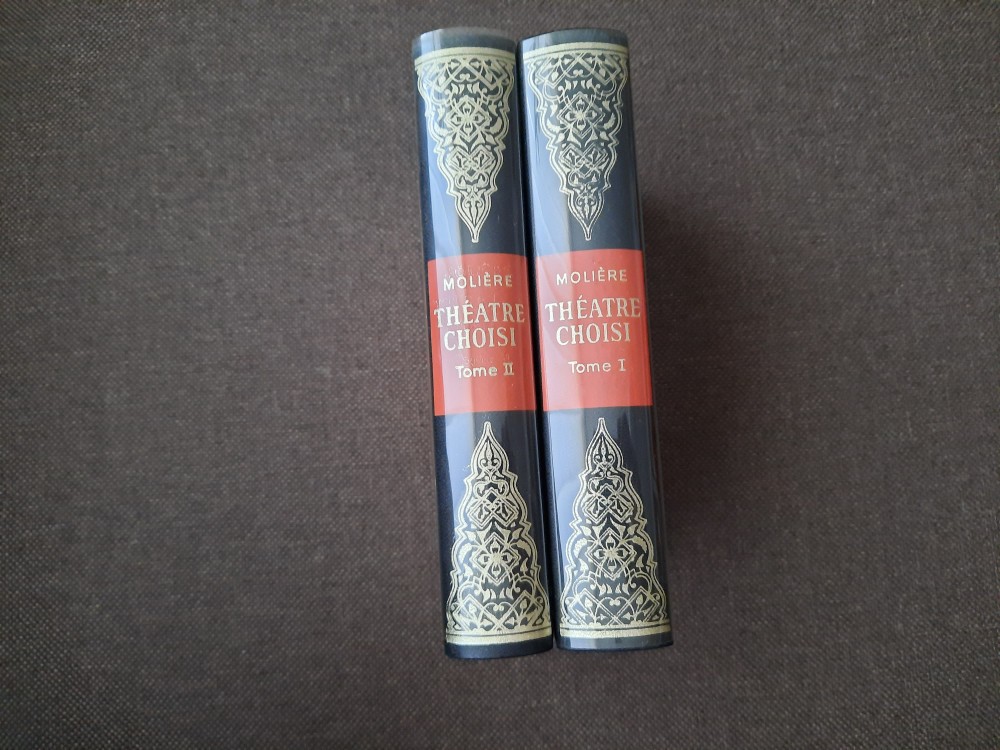 MOLIÈRE
THÉATRE
CHOISI
Tome II
MOLIÈRE
THÉATRE
CHOISI
Tome I